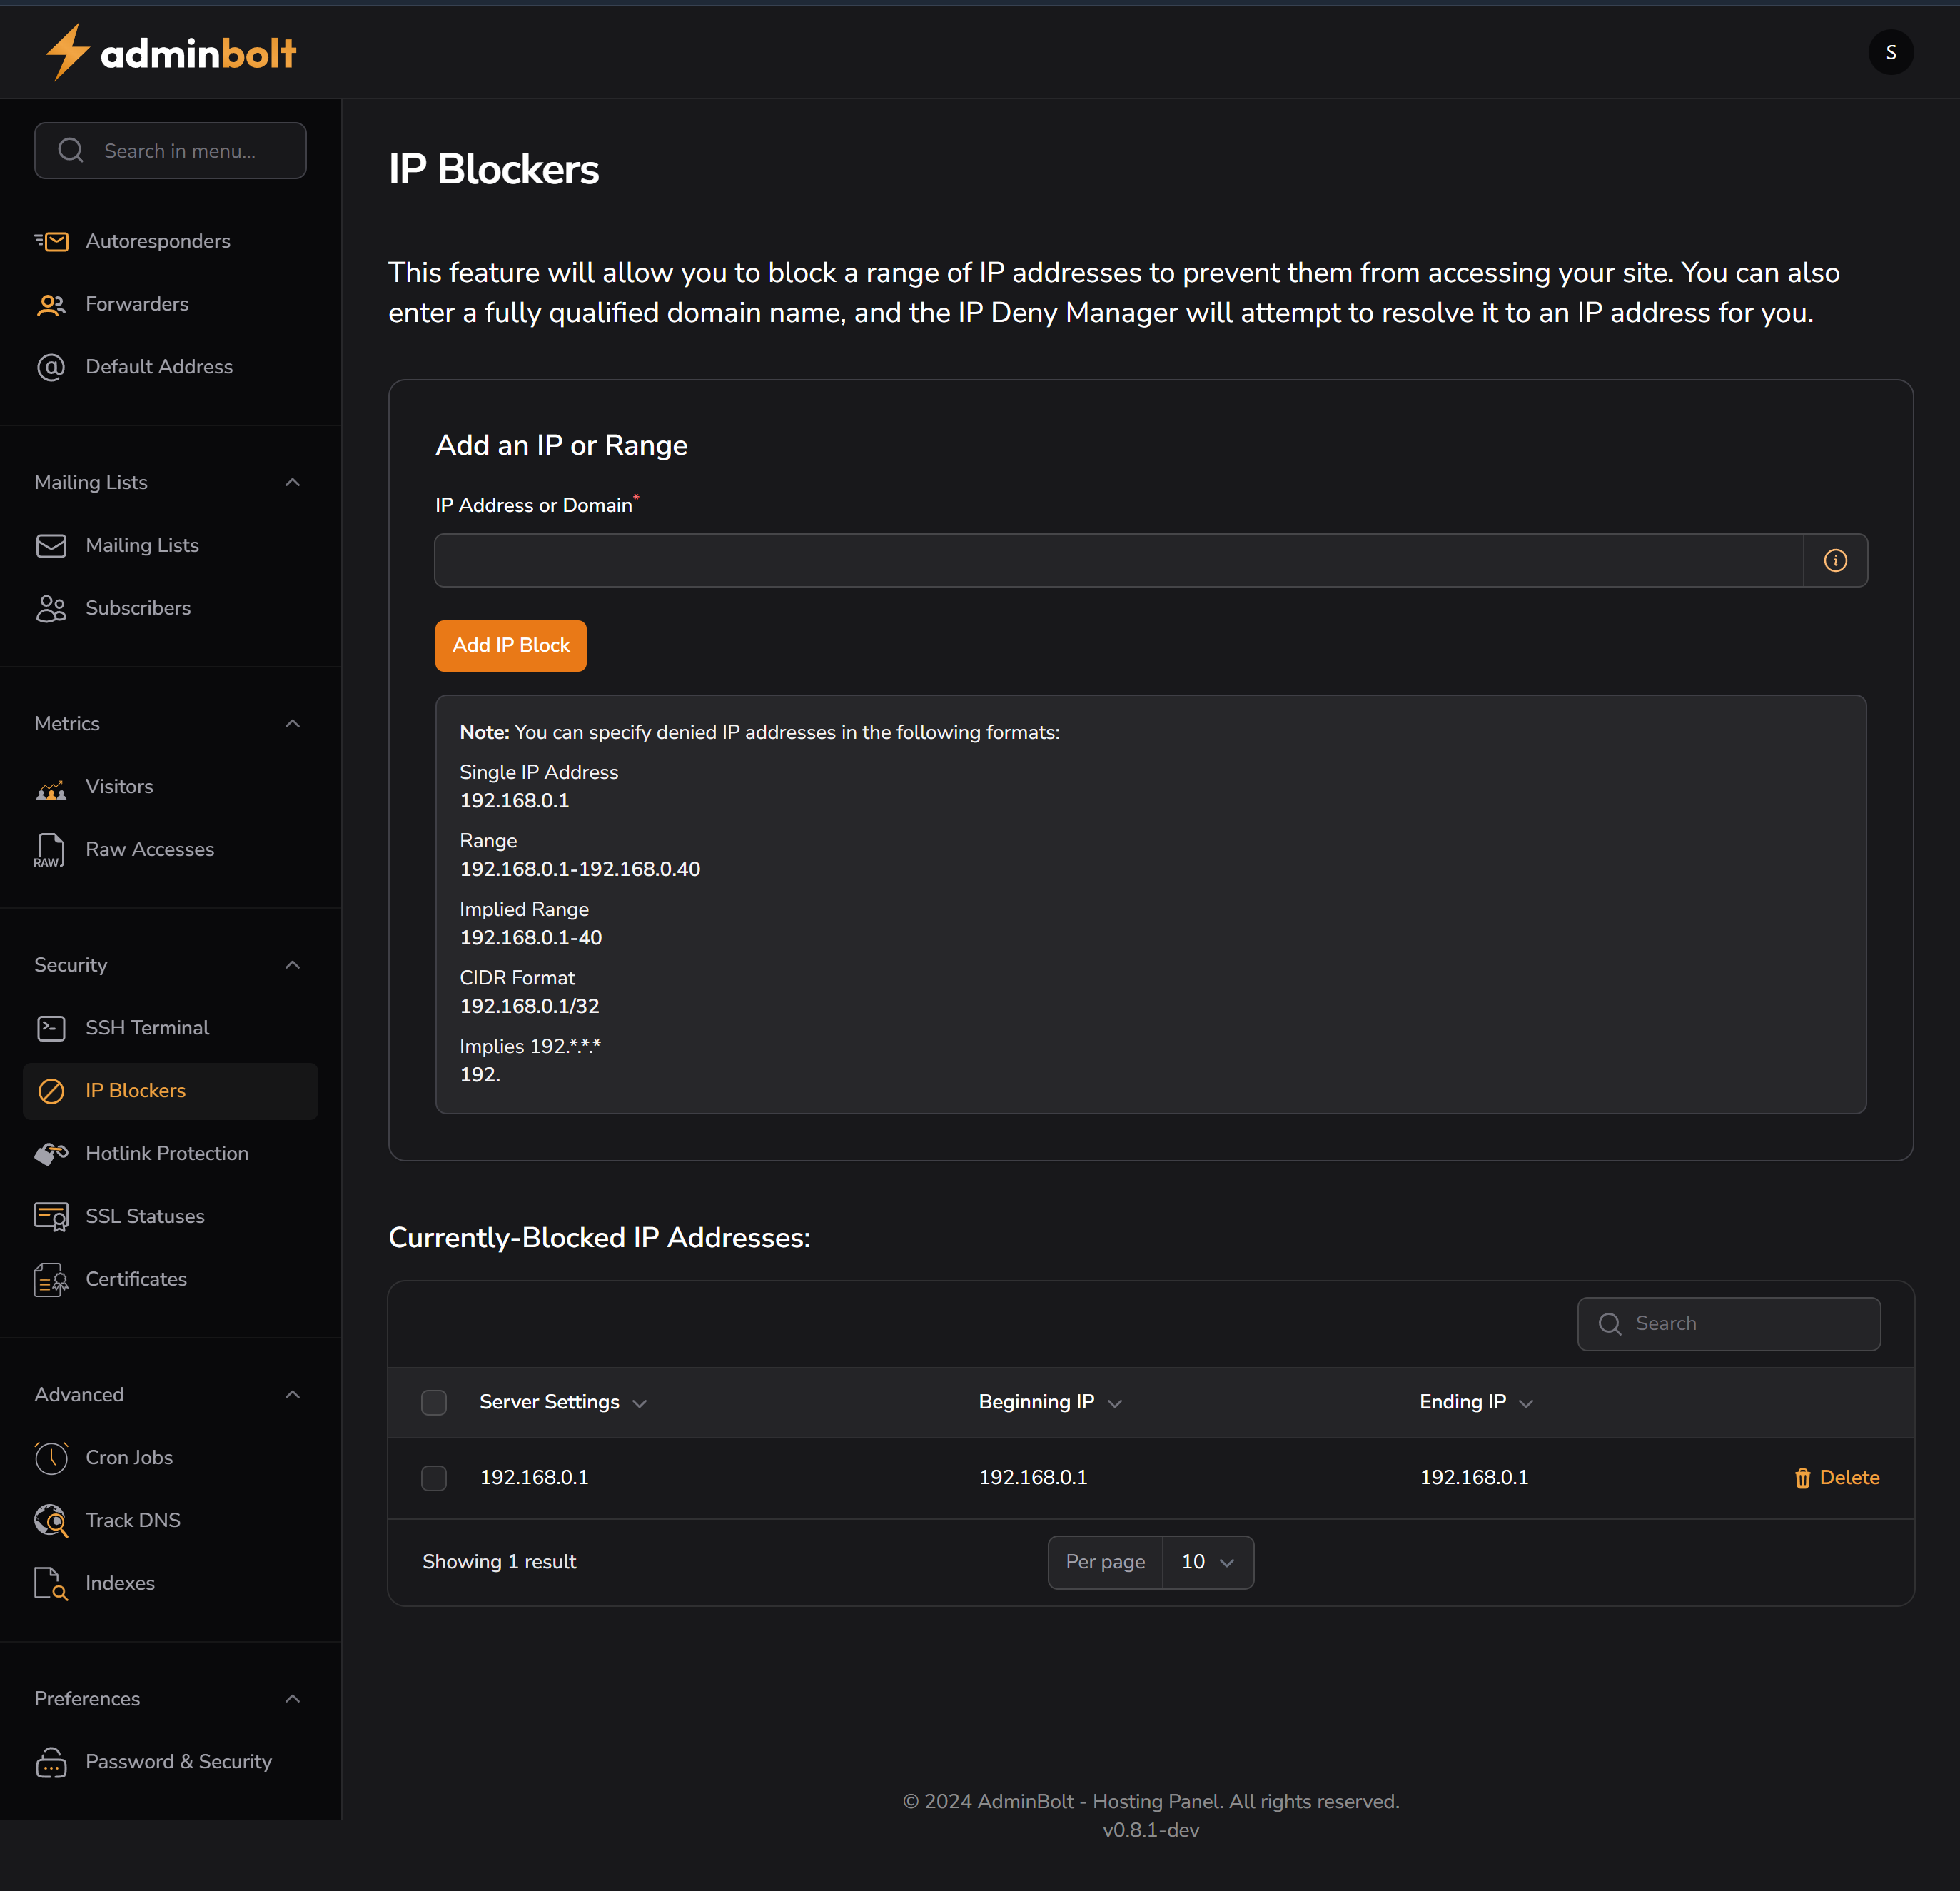 adminbolt
S
Search in menu...
Autoresponders
Forwarders
Default Address
Mailing Lists
Mailing Lists
Subscribers
Metrics
Visitors
RAW
Raw Accesses
Security
SSH Terminal
IP Blockers
Hotlink Protection
SSL Statuses
Certificates
Advanced
Cron Jobs
Track DNS
Indexes
Preferences
Password & Security
IP Blockers
This feature will allow you to block a range of IP addresses to prevent them from accessing your site. You can also
enter a fully qualified domain name, and the IP Deny Manager will attempt to resolve it to an IP address for you.
Add an IP or Range
IP Address or Domain*
Add IP Block
Note: You can specify denied IP addresses in the following formats:
Single IP Address
192.168.0.1
Range
192.168.0.1-192.168.0.40
Implied Range
192.168.0.1-40
CIDR Format
192.168.0.1/32
Implies 192.*.*.*
192.
Currently-Blocked IP Addresses:
Search
Server Settings Beginning IP Ending IP
192.168.0.1 192.168.0.1 192.168.0.1 Delete
Showing 1 result Per page 10
© 2024 AdminBolt - Hosting Panel. All rights reserved.
v0.8.1-dev